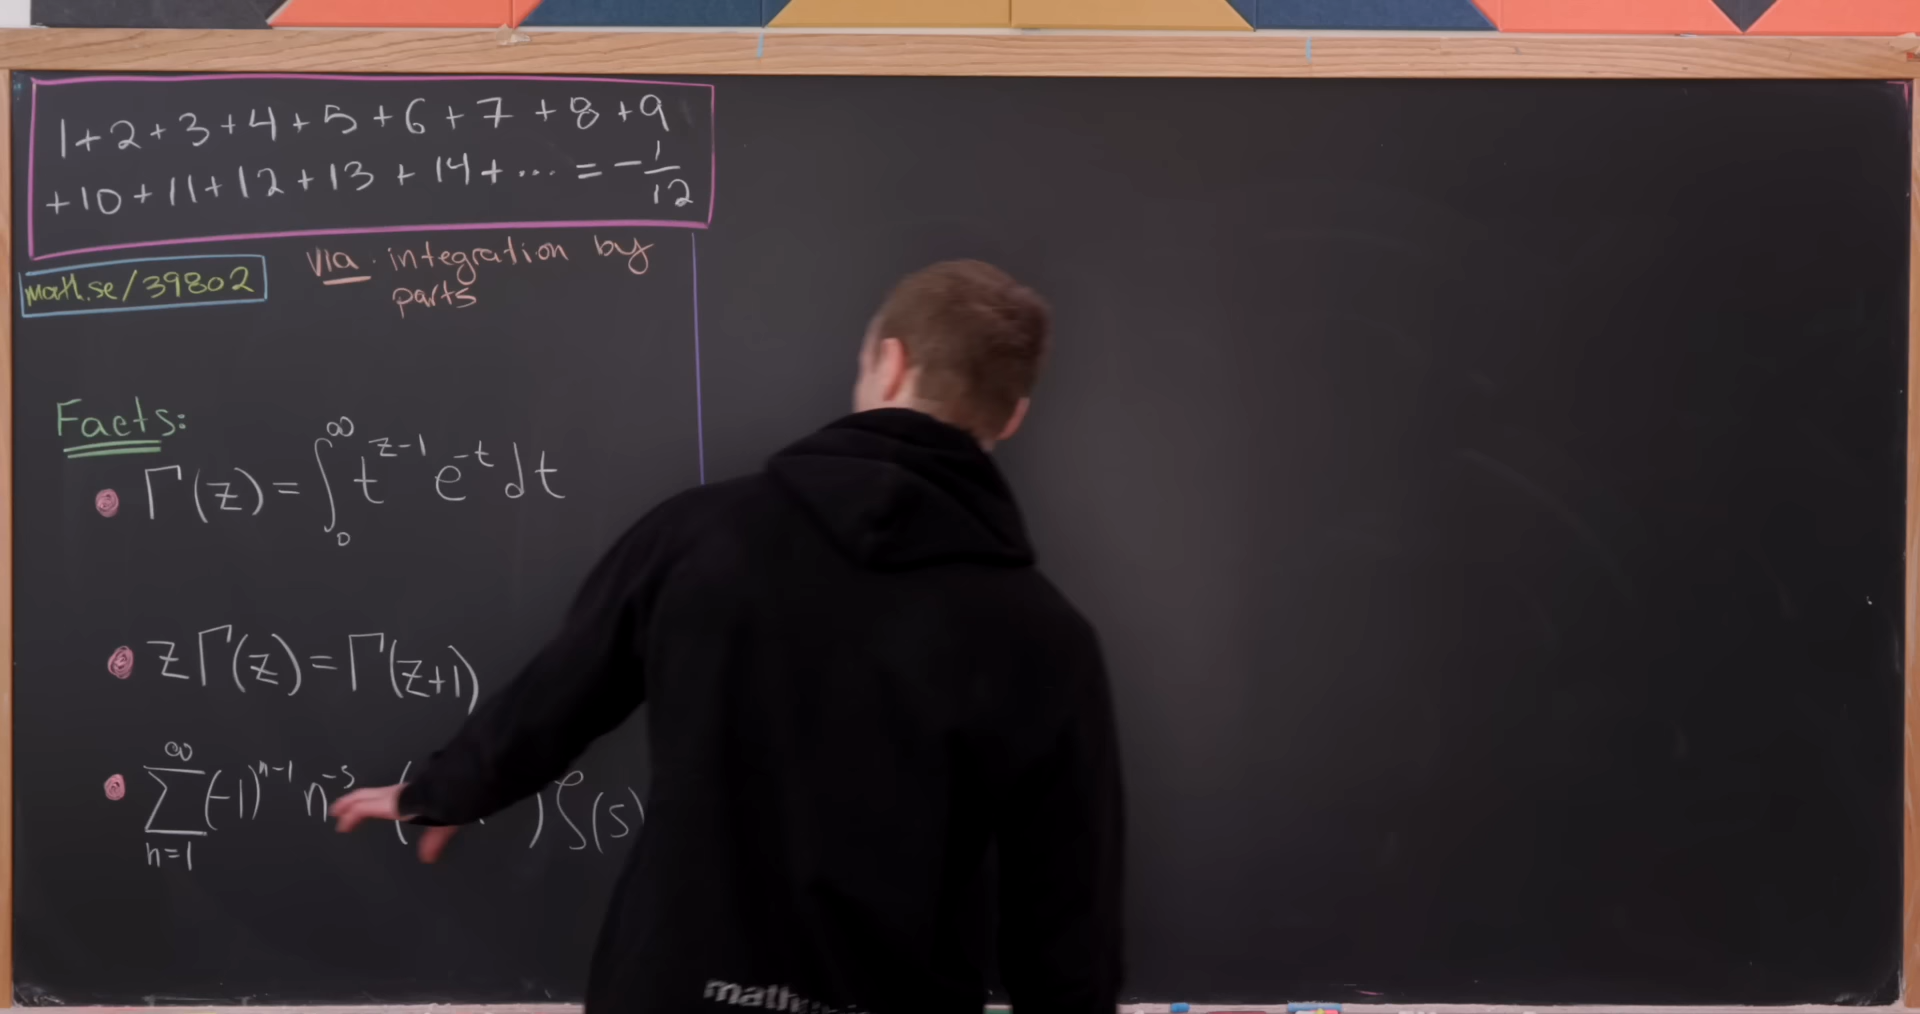 1+2+3+4+5+6+7+8+9
+10+11+12+13+14+⋯ = -1/12
math.se/39802
via integration by
parts
Facts:
• Γ(z) = ∫₀^∞ t^{z-1} e^{-t} dt
• zΓ(z) = Γ(z+1)
• ∑_{n=1}^∞ (-1)^{n-1} n^{-s} ( ) ζ(s)
math